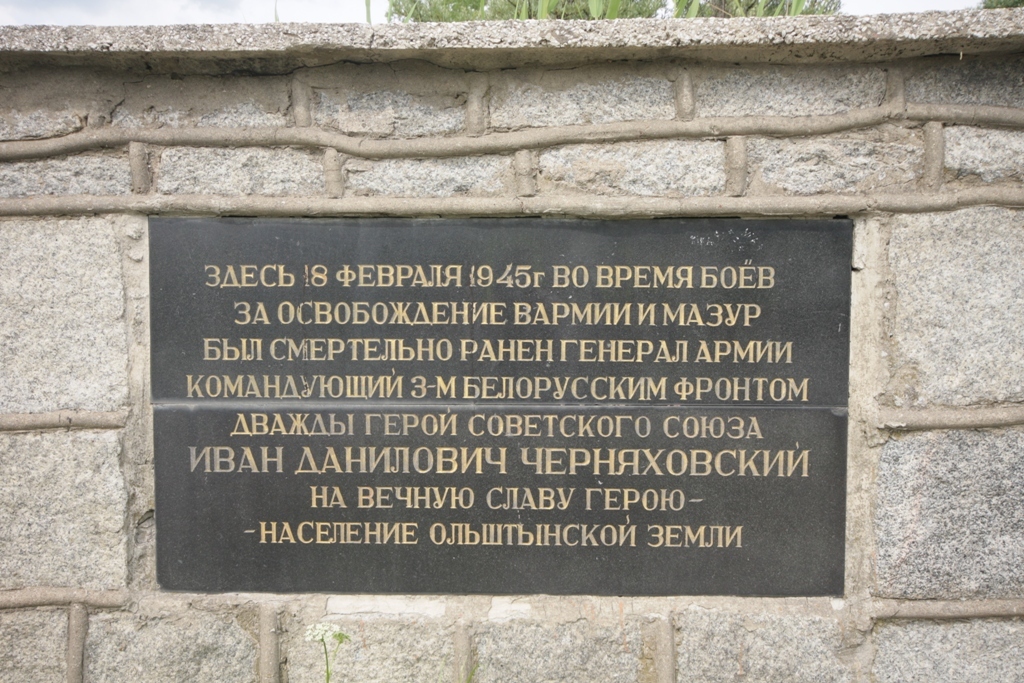 ЗДЕСЬ 18 ФЕВРАЛЯ 1945г ВО ВРЕМЯ БОЁВ
ЗА ОСВОБОЖДЕНИЕ ВАРМИИ И МАЗУР
БЫЛ СМЕРТЕЛЬНО РАНЕН ГЕНЕРАЛ АРМИИ
КОМАНДУЮЩИЙ 3-М БЕЛОРУССКИМ ФРОНТОМ
ДВАЖДЫ ГЕРОЙ СОВЕТСКОГО СОЮЗА
ИВАН ДАНИЛОВИЧ ЧЕРНЯХОВСКИЙ
НА ВЕЧНУЮ СЛАВУ ГЕРОЮ-
-НАСЕЛЕНИЕ ОЛЬШТЫНСКОЙ ЗЕМЛИ